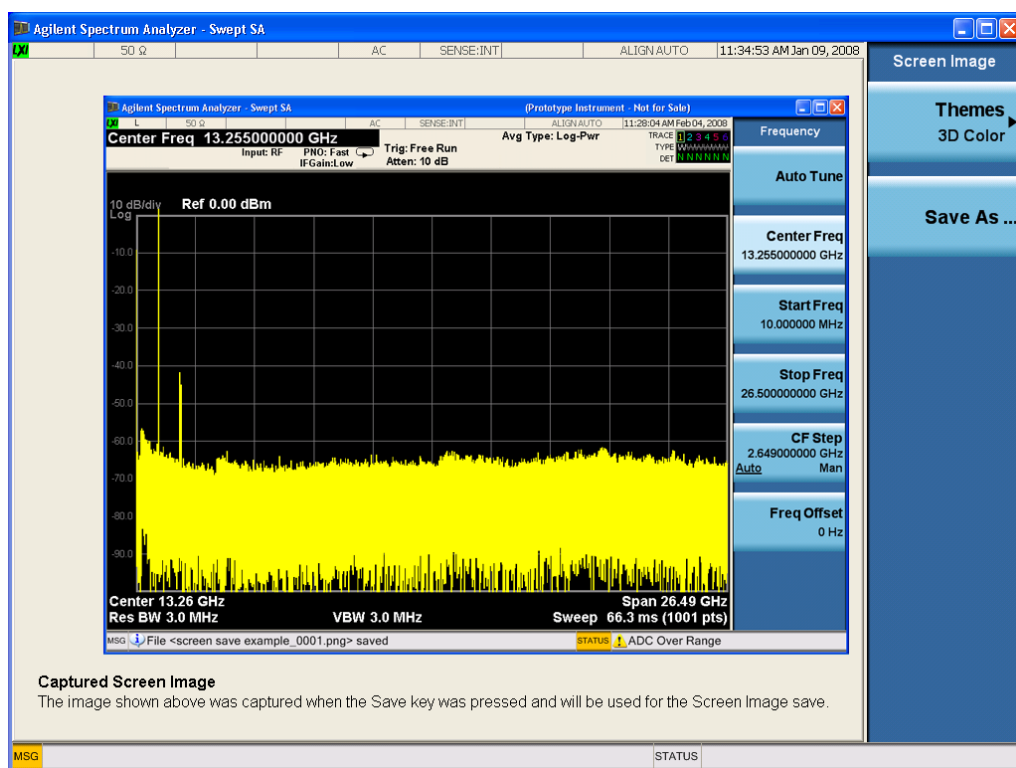 Agilent Spectrum Analyzer - Swept SA
LXI 50 Ω AC SENSE:INT ALIGN AUTO 11:34:53 AM Jan 09, 2008
Screen Image
Themes
3D Color
Save As ...
Agilent Spectrum Analyzer - Swept SA (Prototype Instrument - Not for Sale)
LXI L 50 Ω AC SENSE:INT ALIGNAUTO 11:28:04 AM Feb 04, 2008
Center Freq 13.255000000 GHz
Input: RF PNO: Fast IFGain:Low
Trig: Free Run
Atten: 10 dB
Avg Type: Log-Pwr
TRACE 1 2 3 4 5 6
TYPE W
DET N N N N N N
Frequency
Auto Tune
Center Freq
13.255000000 GHz
Start Freq
10.000000 MHz
Stop Freq
26.500000000 GHz
CF Step
2.649000000 GHz
Auto Man
Freq Offset
0 Hz
10 dB/div Ref 0.00 dBm
Log
-10.0
-20.0
-30.0
-40.0
-50.0
-60.0
-70.0
-80.0
-90.0
Center 13.26 GHz Span 26.49 GHz
Res BW 3.0 MHz VBW 3.0 MHz Sweep 66.3 ms (1001 pts)
MSG File <screen save example_0001.png> saved STATUS ADC Over Range
Captured Screen Image
The image shown above was captured when the Save key was pressed and will be used for the Screen Image save.
MSG STATUS